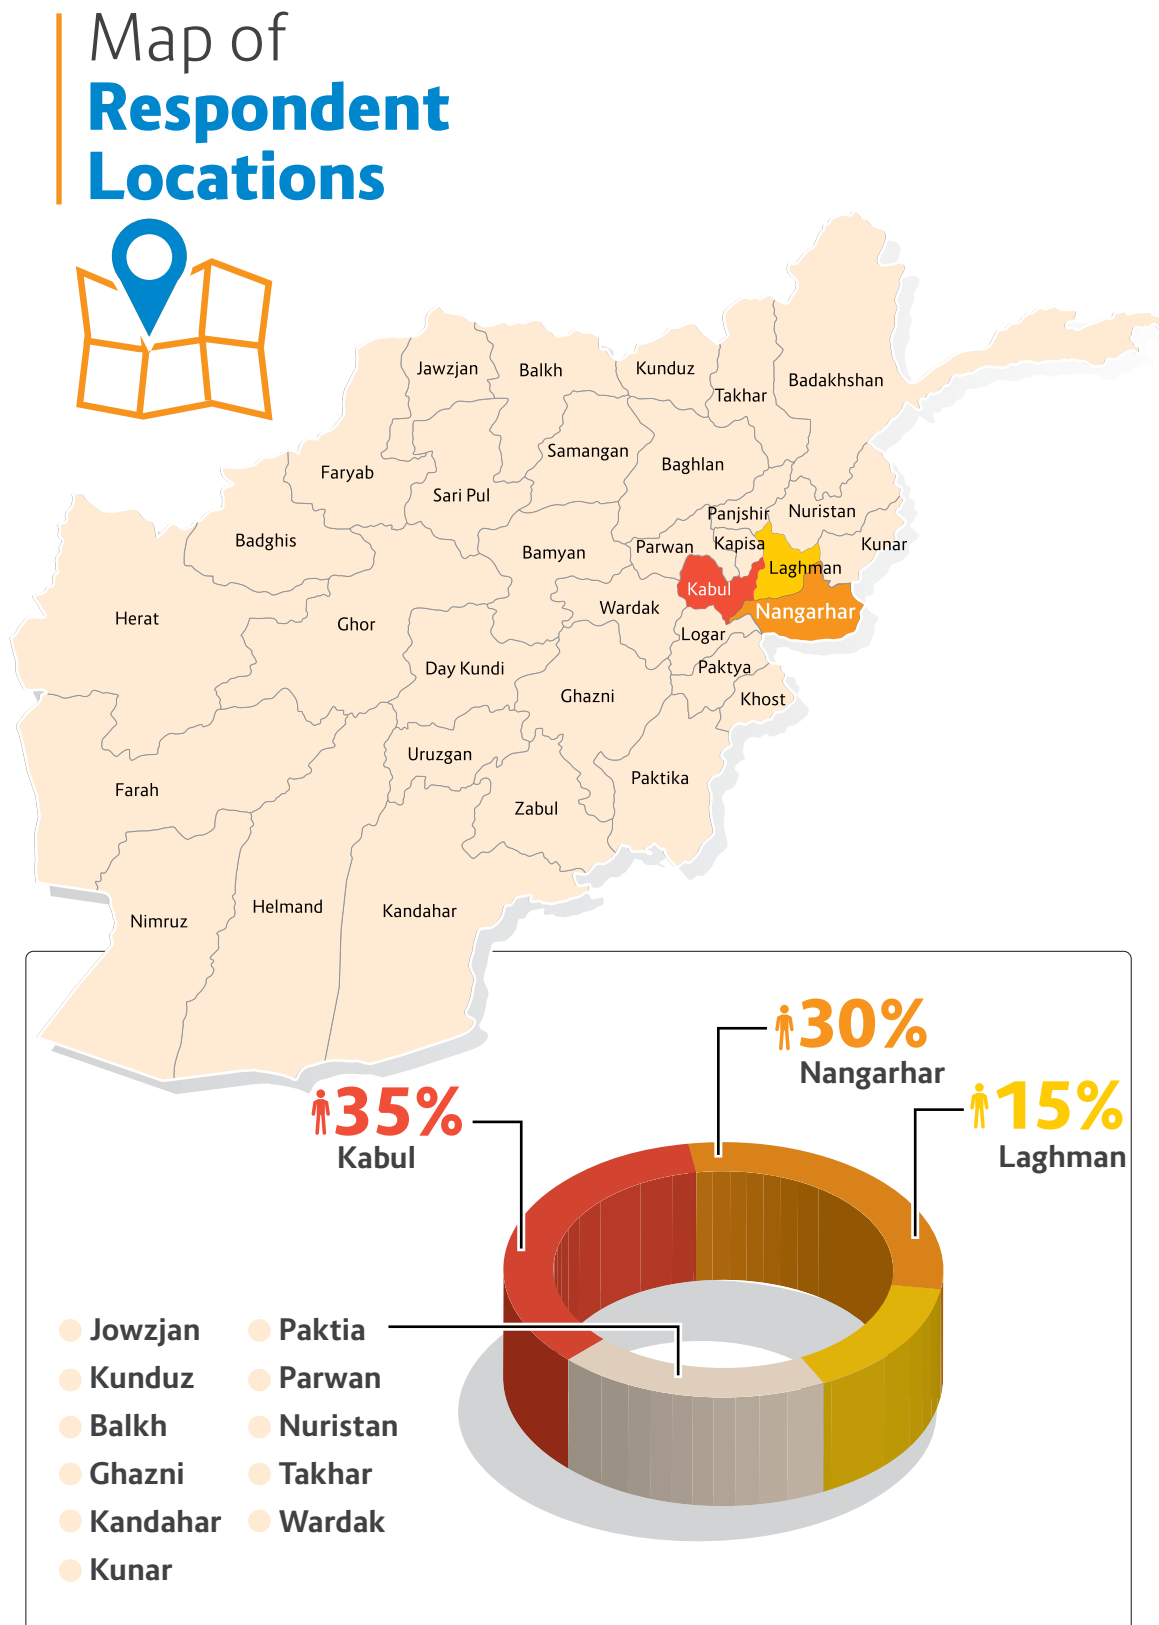 Map of
Respondent
Locations
Jawzjan
Balkh
Kunduz
Takhar
Badakhshan
Faryab
Sari Pul
Samangan
Baghlan
Badghis
Bamyan
Parwan
Panjshir
Kapisa
Nuristan
Kunar
Laghman
Kabul
Nangarhar
Herat
Ghor
Wardak
Logar
Day Kundi
Ghazni
Paktya
Khost
Uruzgan
Paktika
Farah
Zabul
Nimruz
Helmand
Kandahar
30%
Nangarhar
35%
Kabul
15%
Laghman
Jowzjan
Kunduz
Balkh
Ghazni
Kandahar
Kunar
Paktia
Parwan
Nuristan
Takhar
Wardak